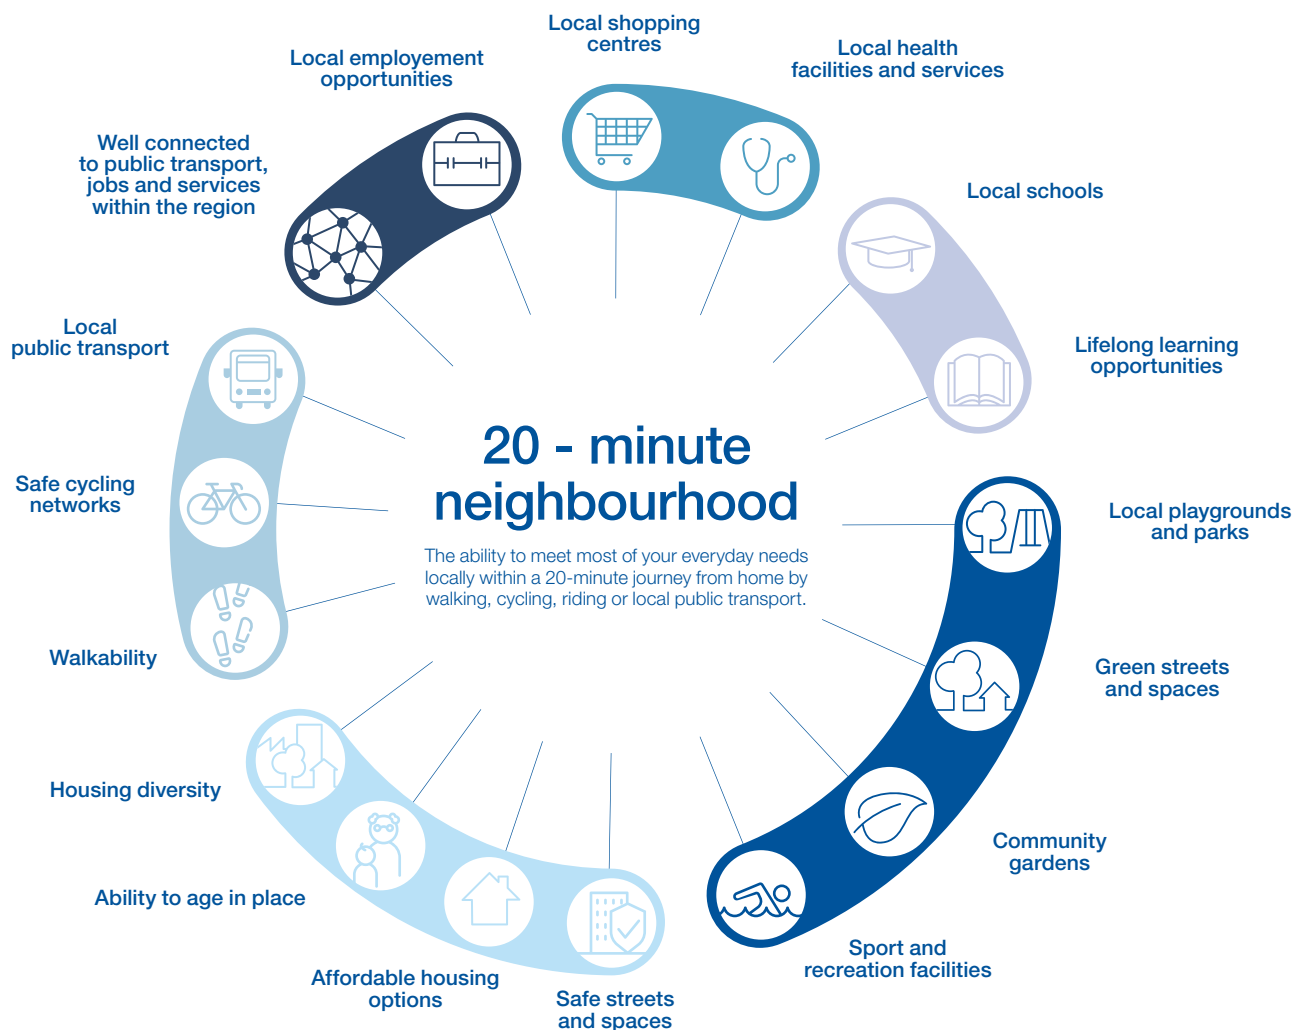 Local shopping
centres
Local health
facilities and services
Local employement
opportunities
Well connected
to public transport,
jobs and services
within the region
Local schools
Local
public transport
Lifelong learning
opportunities
20 - minute
neighbourhood
The ability to meet most of your everyday needs
locally within a 20-minute journey from home by
walking, cycling, riding or local public transport.
Safe cycling
networks
Local playgrounds
and parks
Walkability
Green streets
and spaces
Housing diversity
Community
gardens
Ability to age in place
Sport and
recreation facilities
Affordable housing
options
Safe streets
and spaces